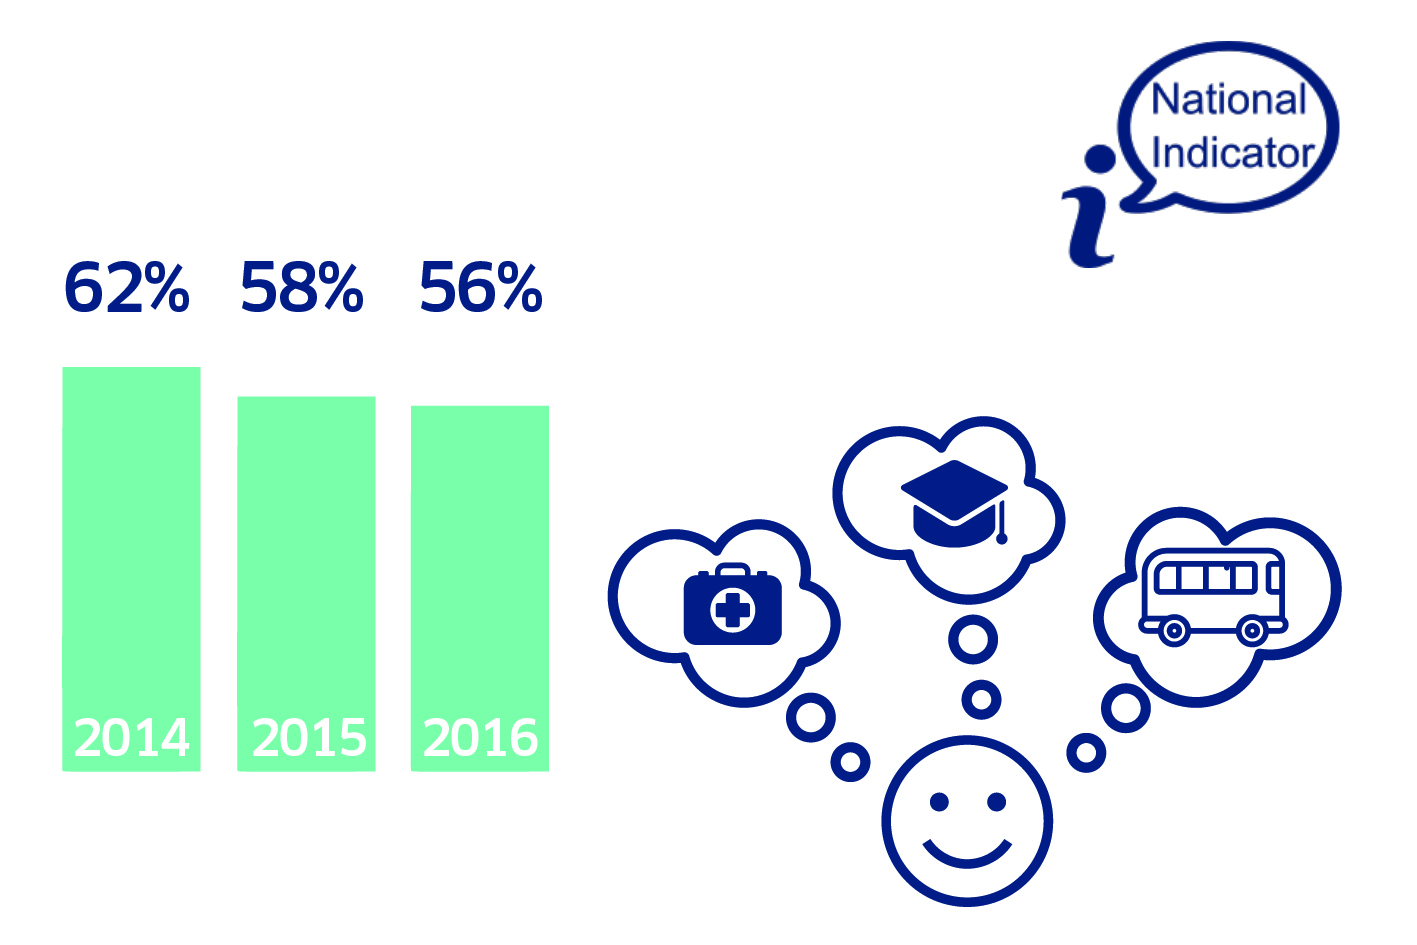 National
Indicator
62% 58% 56%
2014 2015 2016